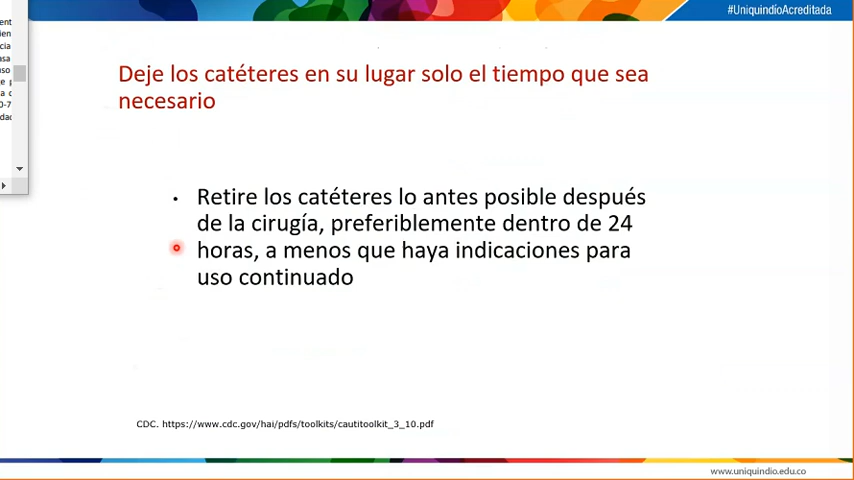 #UniquindíoAcreditada
Deje los catéteres en su lugar solo el tiempo que sea
necesario
• Retire los catéteres lo antes posible después
de la cirugía, preferiblemente dentro de 24
horas, a menos que haya indicaciones para
uso continuado
CDC. https://www.cdc.gov/hai/pdfs/toolkits/cautitoolkit_3_10.pdf
www.uniquindio.edu.co